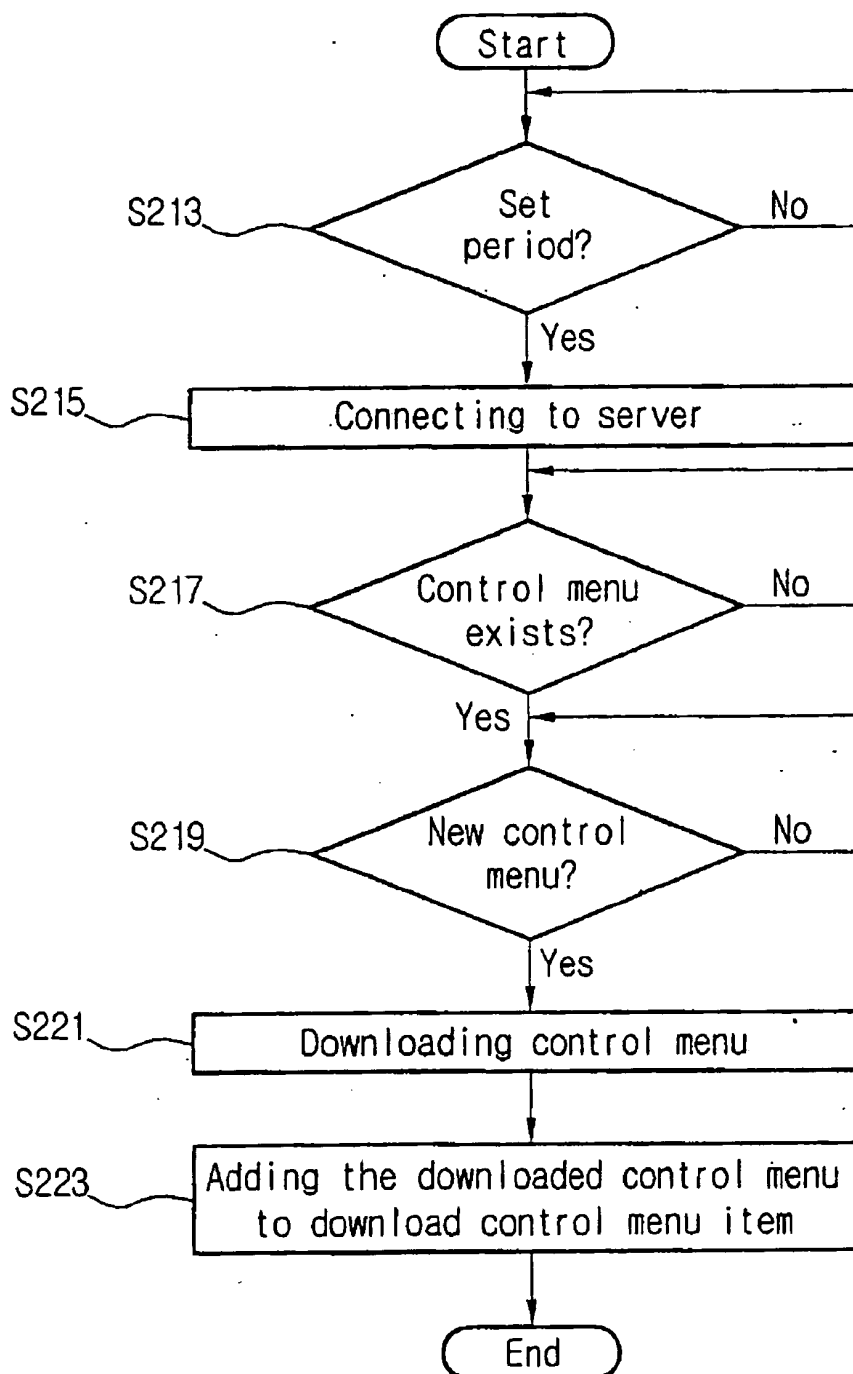 Start
S213
Set
period?
No
Yes
S215
Connecting to server
S217
Control menu
exists?
No
Yes
S219
New control
menu?
No
Yes
S221
Downloading control menu
S223
Adding the downloaded control menu
to download control menu item
End